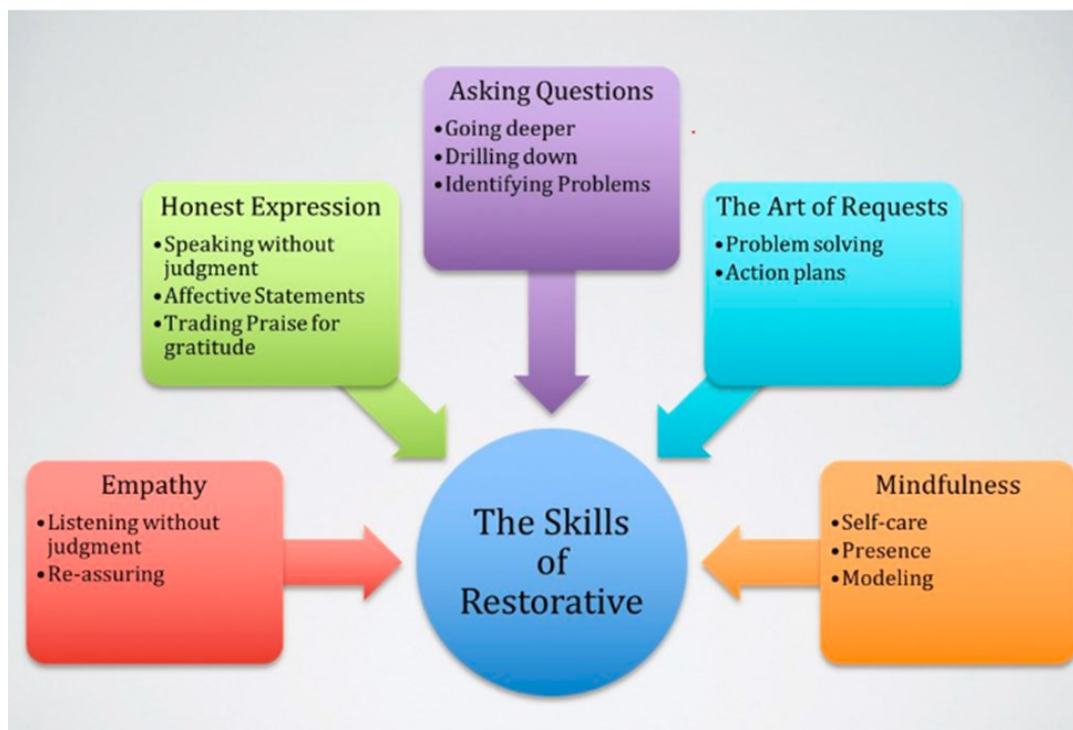 Asking Questions
•Going deeper
•Drilling down
•Identifying Problems
Honest Expression
•Speaking without
judgment
•Affective Statements
•Trading Praise for
gratitude
The Art of Requests
•Problem solving
•Action plans
Empathy
•Listening without
judgment
•Re-assuring
The Skills
of
Restorative
Mindfulness
•Self-care
•Presence
•Modeling